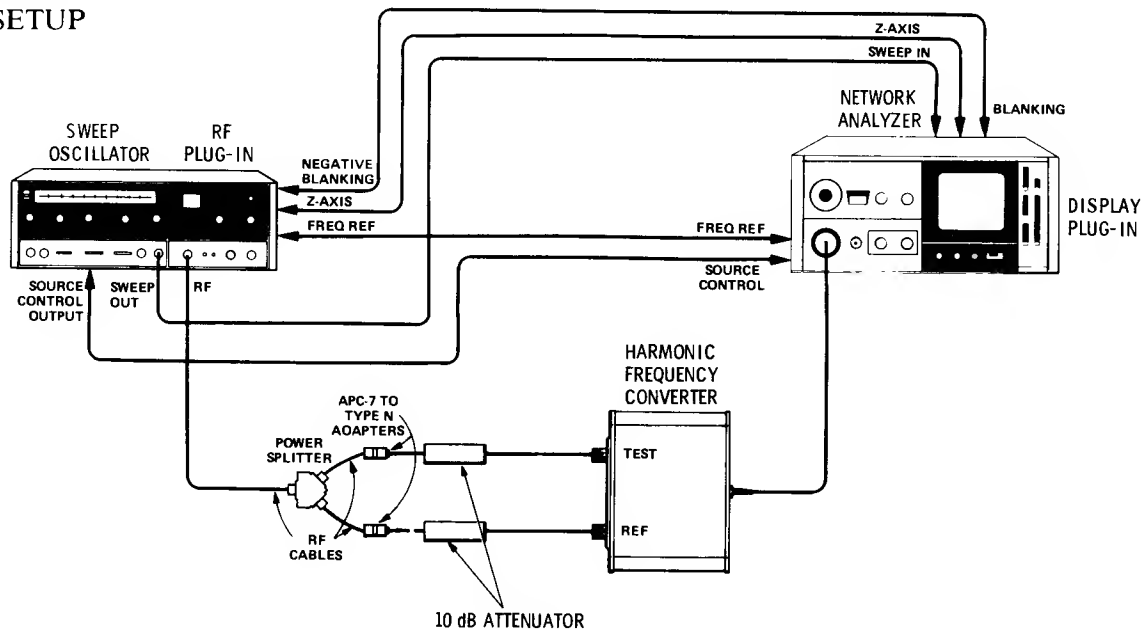 SETUP
Z-AXIS
SWEEP IN
NETWORK
ANALYZER
BLANKING
SWEEP
OSCILLATOR
RF
PLUG-IN
NEGATIVE
BLANKING
Z-AXIS
FREQ REF
FREQ REF
DISPLAY
PLUG-IN
SOURCE
CONTROL
OUTPUT
SWEEP
OUT
RF
SOURCE
CONTROL
HARMONIC
FREQUENCY
CONVERTER
APC-7 TO
TYPE N
AOAPTERS
POWER
SPLITTER
TEST
RF
CABLES
REF
10 dB ATTENUATOR